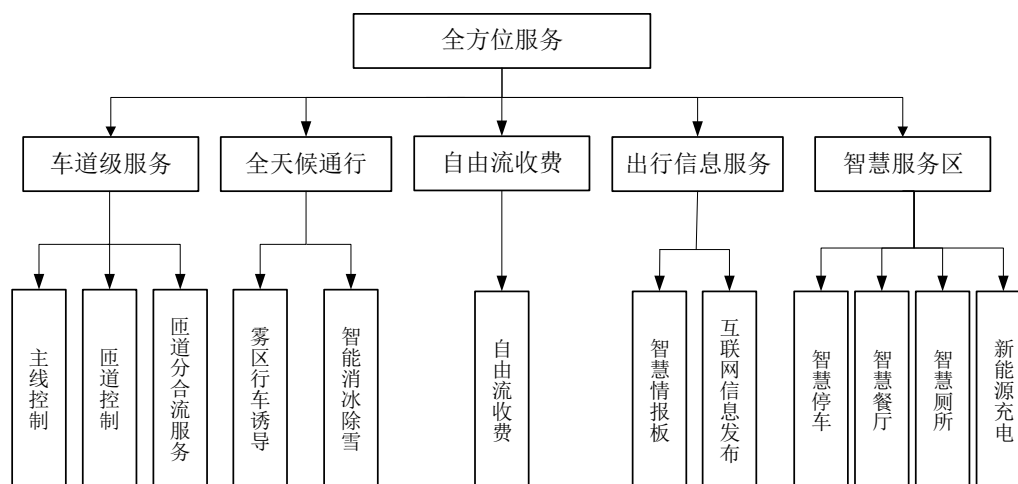 全方位服务
车道级服务
全天候通行
自由流收费
出行信息服务
智慧服务区
主线控制
匝道控制
匝道分合流服务
雾区行车诱导
智能消冰除雪
自由流收费
智慧情报板
互联网信息发布
智慧停车
智慧餐厅
智慧厕所
新能源充电